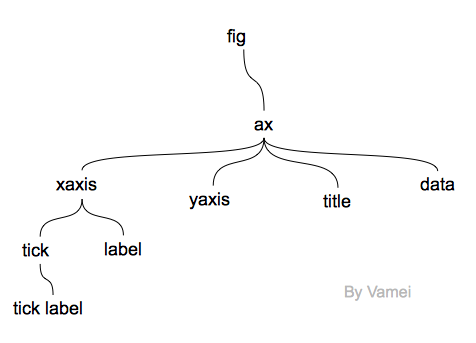 fig
ax
xaxis
yaxis
title
data
tick
label
tick label
By Vamei